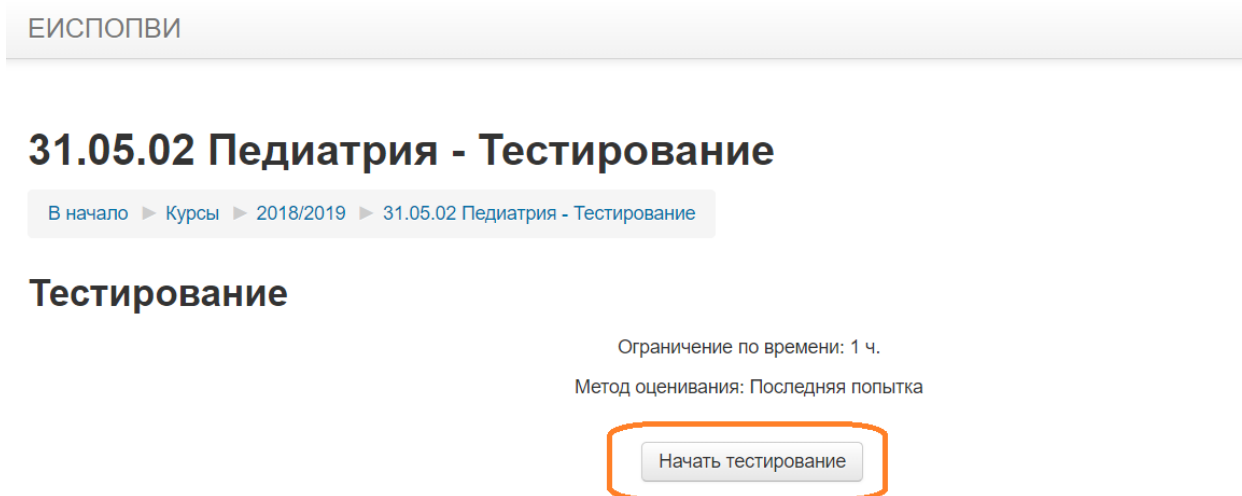 ЕИСПОПВИ
31.05.02 Педиатрия - Тестирование
В начало ► Курсы ► 2018/2019 ► 31.05.02 Педиатрия - Тестирование
Тестирование
Ограничение по времени: 1 ч.
Метод оценивания: Последняя попытка
Начать тестирование